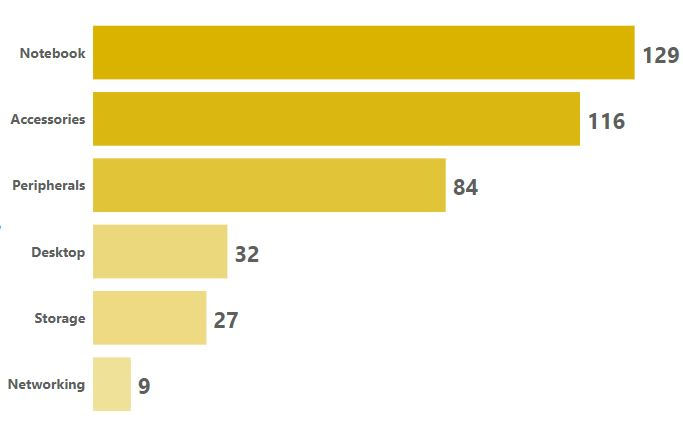 Notebook 129
Accessories 116
Peripherals 84
Desktop 32
Storage 27
Networking 9